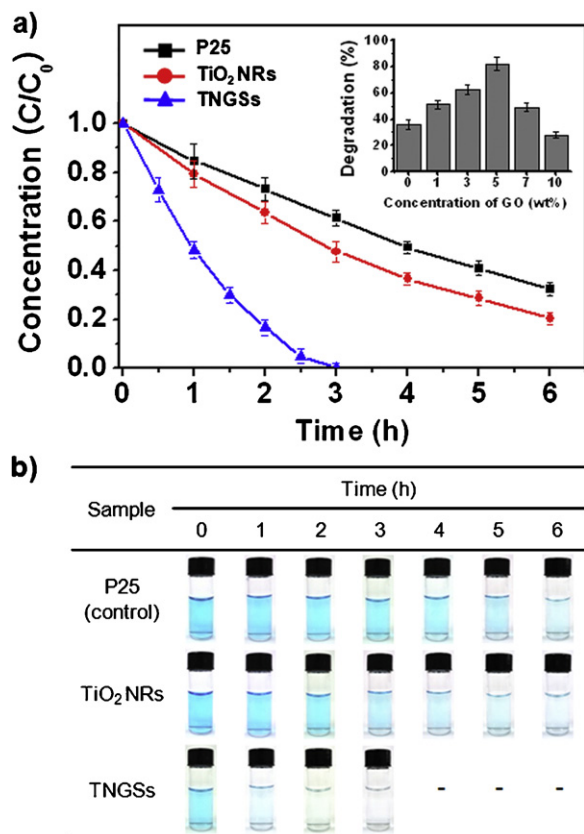 a)
P25
TiO₂ NRs
TNGSs
Concentration (C/C₀)
1.0
0.8
0.6
0.4
0.2
0.0
0 1 2 3 4 5 6
Time (h)
Degradation (%)
100
80
60
40
20
0
0 1 3 5 7 10
Concentration of GO (wt%)
b)
Sample
Time (h)
0 1 2 3 4 5 6
P25
(control)
TiO₂ NRs
TNGSs
- - -